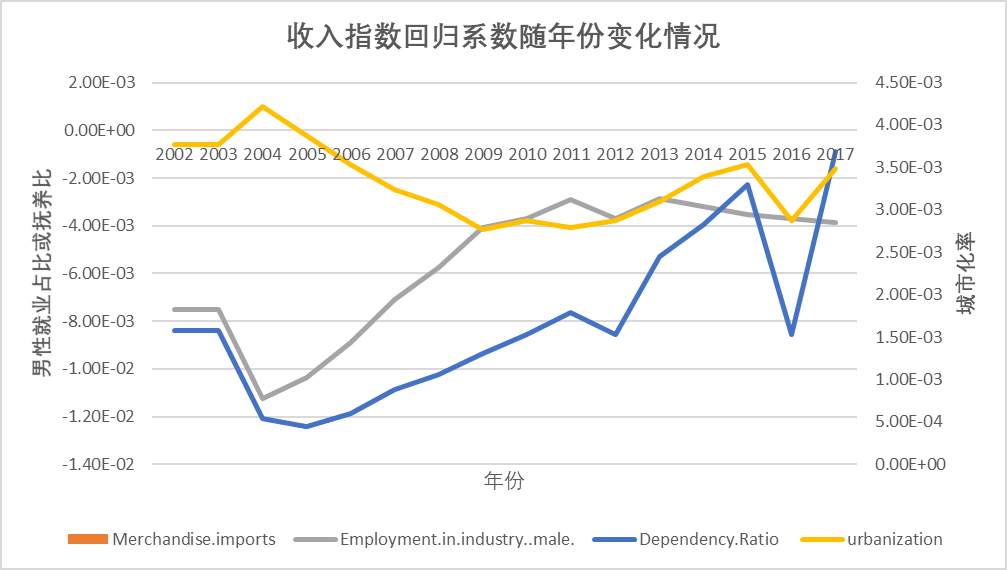 收入指数回归系数随年份变化情况
男性就业占比或抚养比
2.00E-03
0.00E+00
-2.00E-03
-4.00E-03
-6.00E-03
-8.00E-03
-1.00E-02
-1.20E-02
-1.40E-02
2002 2003 2004 2005 2006 2007 2008 2009 2010 2011 2012 2013 2014 2015 2016 2017
4.50E-03
4.00E-03
3.50E-03
3.00E-03
2.50E-03
2.00E-03
1.50E-03
1.00E-03
5.00E-04
0.00E+00
城市化率
年份
Merchandise.imports Employment.in.industry..male. Dependency.Ratio urbanization